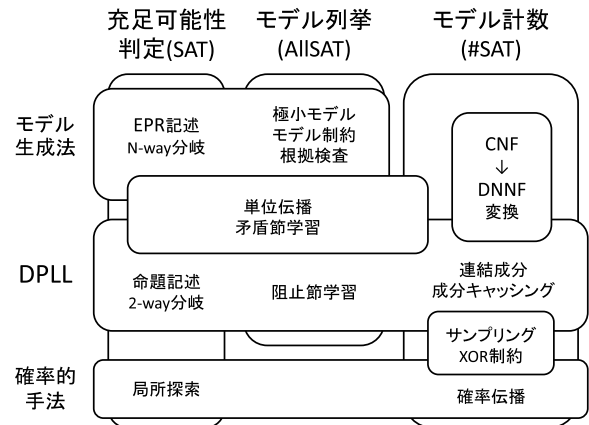 充足可能性
判定(SAT)
モデル列挙
(AllSAT)
モデル計数
(#SAT)
モデル
生成法
EPR記述
N-way分岐
極小モデル
モデル制約
根拠検査
CNF
↓
DNNF
変換
単位伝播
矛盾節学習
DPLL
命題記述
2-way分岐
阻止節学習
連結成分
成分キャッシング
サンプリング
XOR制約
確率的
手法
局所探索
確率伝播